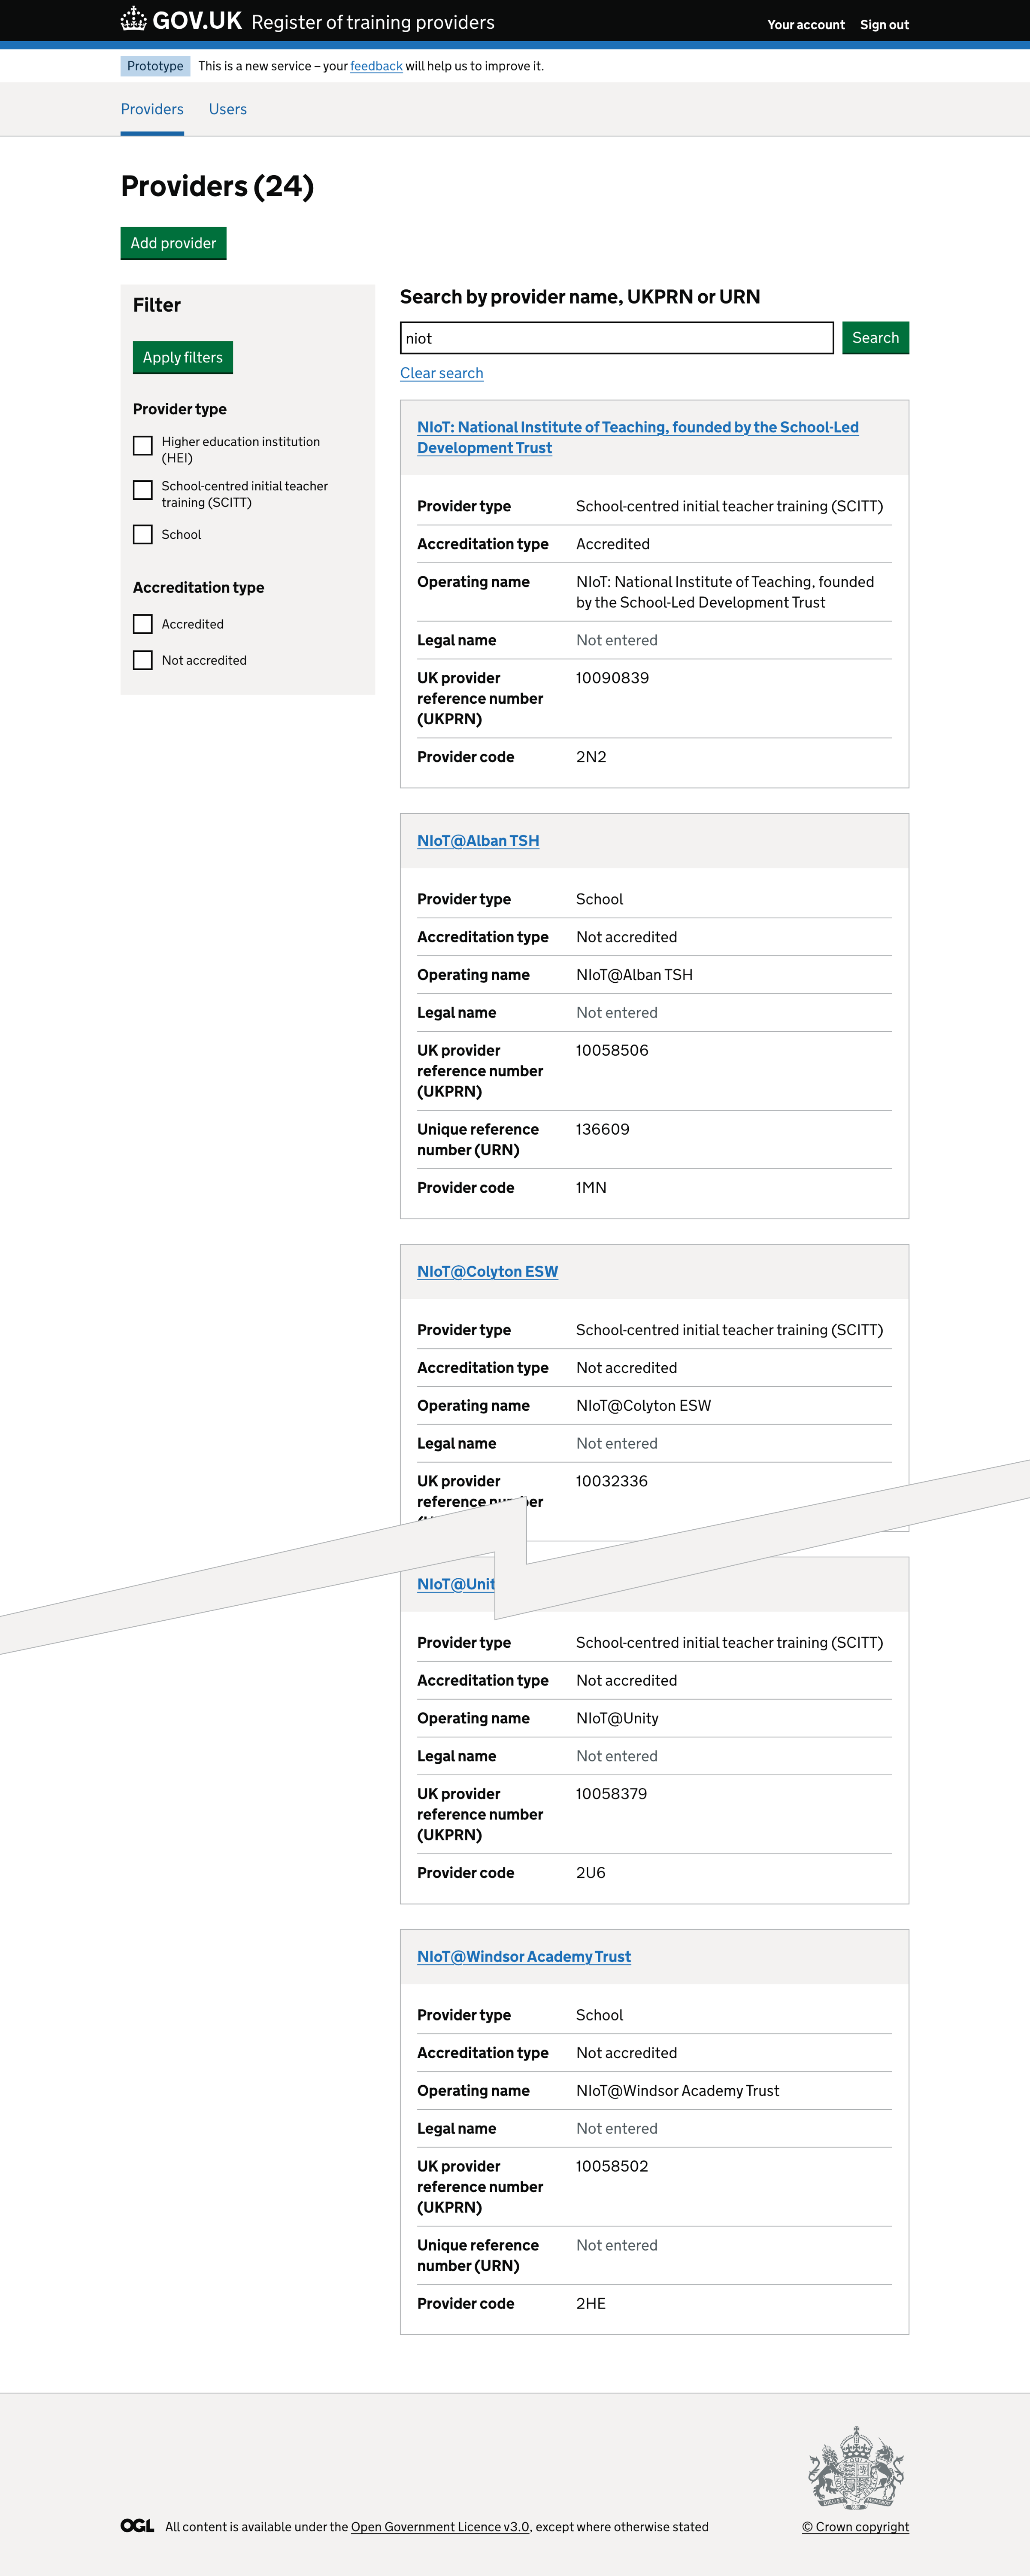 GOV.UK Register of training providers
Your account Sign out
Prototype This is a new service – your feedback will help us to improve it.
Providers Users
Providers (24)
Add provider
Filter
Apply filters
Provider type
Higher education institution
(HEI)
School-centred initial teacher
training (SCITT)
School
Accreditation type
Accredited
Not accredited
Search by provider name, UKPRN or URN
niot
Search
Clear search
NIoT: National Institute of Teaching, founded by the School-Led
Development Trust
Provider type School-centred initial teacher training (SCITT)
Accreditation type Accredited
Operating name NIoT: National Institute of Teaching, founded
by the School-Led Development Trust
Legal name Not entered
UK provider 10090839
reference number
(UKPRN)
Provider code 2N2
NIoT@Alban TSH
Provider type School
Accreditation type Not accredited
Operating name NIoT@Alban TSH
Legal name Not entered
UK provider 10058506
reference number
(UKPRN)
Unique reference 136609
number (URN)
Provider code 1MN
NIoT@Colyton ESW
Provider type School-centred initial teacher training (SCITT)
Accreditation type Not accredited
Operating name NIoT@Colyton ESW
Legal name Not entered
UK provider 10032336
reference number
NIoT@Unit
Provider type School-centred initial teacher training (SCITT)
Accreditation type Not accredited
Operating name NIoT@Unity
Legal name Not entered
UK provider 10058379
reference number
(UKPRN)
Provider code 2U6
NIoT@Windsor Academy Trust
Provider type School
Accreditation type Not accredited
Operating name NIoT@Windsor Academy Trust
Legal name Not entered
UK provider 10058502
reference number
(UKPRN)
Unique reference Not entered
number (URN)
Provider code 2HE
OGL All content is available under the Open Government Licence v3.0, except where otherwise stated
© Crown copyright